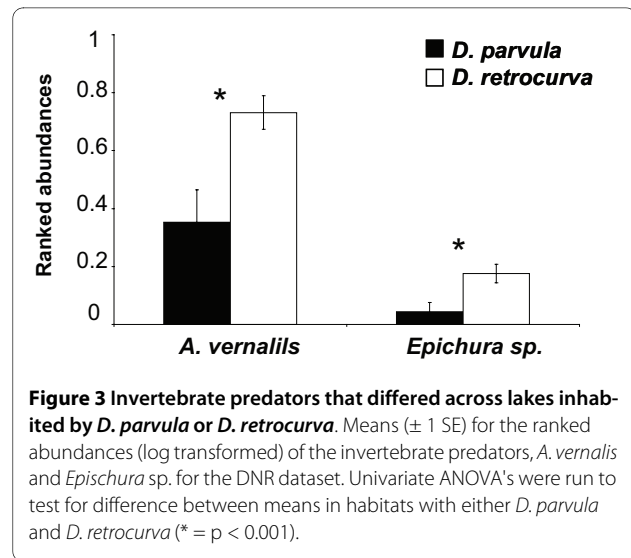 1
0.8
0.6
0.4
0.2
0
Ranked abundances
D. parvula
D. retrocurva
*
*
A. vernalils
Epichura sp.
Figure 3 Invertebrate predators that differed across lakes inhab-
ited by D. parvula or D. retrocurva. Means (± 1 SE) for the ranked
abundances (log transformed) of the invertebrate predators, A. vernalis
and Epischura sp. for the DNR dataset. Univariate ANOVA's were run to
test for difference between means in habitats with either D. parvula
and D. retrocurva (* = p < 0.001).